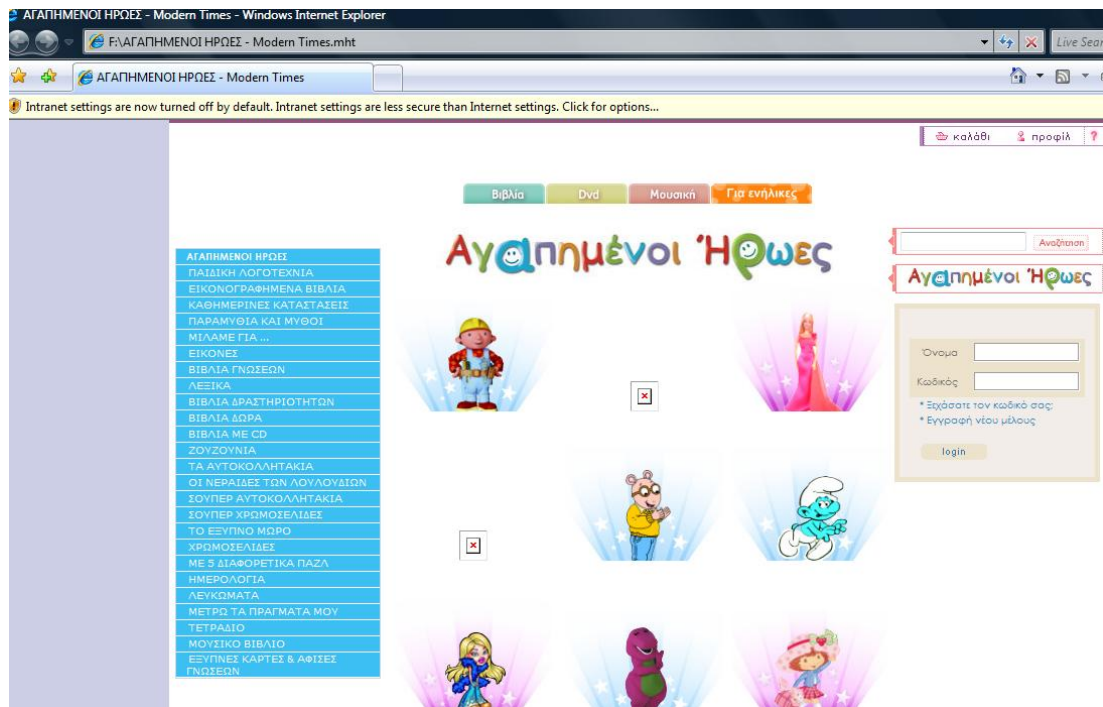 ΑΓΑΠΗΜΕΝΟΙ ΗΡΩΕΣ - Modern Times - Windows Internet Explorer
F:\ΑΓΑΠΗΜΕΝΟΙ ΗΡΩΕΣ - Modern Times.mht
Live Sear
ΑΓΑΠΗΜΕΝΟΙ ΗΡΩΕΣ - Modern Times
Intranet settings are now turned off by default. Intranet settings are less secure than Internet settings. Click for options...
καλάθι προφίλ ?
Βιβλία Dvd Μουσική Για ενήλικες
Αγαπημένοι Ήρωες
Αναζήτηση
Αγαπημένοι Ήρωες
ΑΓΑΠΗΜΕΝΟΙ ΗΡΩΕΣ
ΠΑΙΔΙΚΗ ΛΟΓΟΤΕΧΝΙΑ
ΕΙΚΟΝΟΓΡΑΦΗΜΕΝΑ ΒΙΒΛΙΑ
ΚΑΘΗΜΕΡΙΝΕΣ ΚΑΤΑΣΤΑΣΕΙΣ
ΠΑΡΑΜΥΘΙΑ ΚΑΙ ΜΥΘΟΙ
ΜΙΛΑΜΕ ΓΙΑ ...
ΕΙΚΟΝΕΣ
ΒΙΒΛΙΑ ΓΝΩΣΕΩΝ
ΛΕΞΙΚΑ
ΒΙΒΛΙΑ ΔΡΑΣΤΗΡΙΟΤΗΤΩΝ
ΒΙΒΛΙΑ ΔΩΡΑ
ΒΙΒΛΙΑ ΜΕ CD
ΖΟΥΖΟΥΝΙΑ
ΤΑ ΑΥΤΟΚΟΛΛΗΤΑΚΙΑ
ΟΙ ΝΕΡΑΙΔΕΣ ΤΩΝ ΛΟΥΛΟΥΔΙΩΝ
ΣΟΥΠΕΡ ΑΥΤΟΚΟΛΛΗΤΑΚΙΑ
ΣΟΥΠΕΡ ΧΡΩΜΟΣΕΛΙΔΕΣ
ΤΟ ΕΞΥΠΝΟ ΜΩΡΟ
ΧΡΩΜΟΣΕΛΙΔΕΣ
ΜΕ 5 ΔΙΑΦΟΡΕΤΙΚΑ ΠΑΖΛ
ΗΜΕΡΟΛΟΓΙΑ
ΛΕΥΚΩΜΑΤΑ
ΜΕΤΡΩ ΤΑ ΠΡΑΓΜΑΤΑ ΜΟΥ
ΤΕΤΡΑΔΙΟ
ΜΟΥΣΙΚΟ ΒΙΒΛΙΟ
ΕΞΥΠΝΕΣ ΚΑΡΤΕΣ & ΑΦΙΣΕΣ
ΓΝΩΣΕΩΝ
Όνομα
Κωδικός
* Ξεχάσατε τον κωδικό σας;
* Εγγραφή νέου μέλους
login